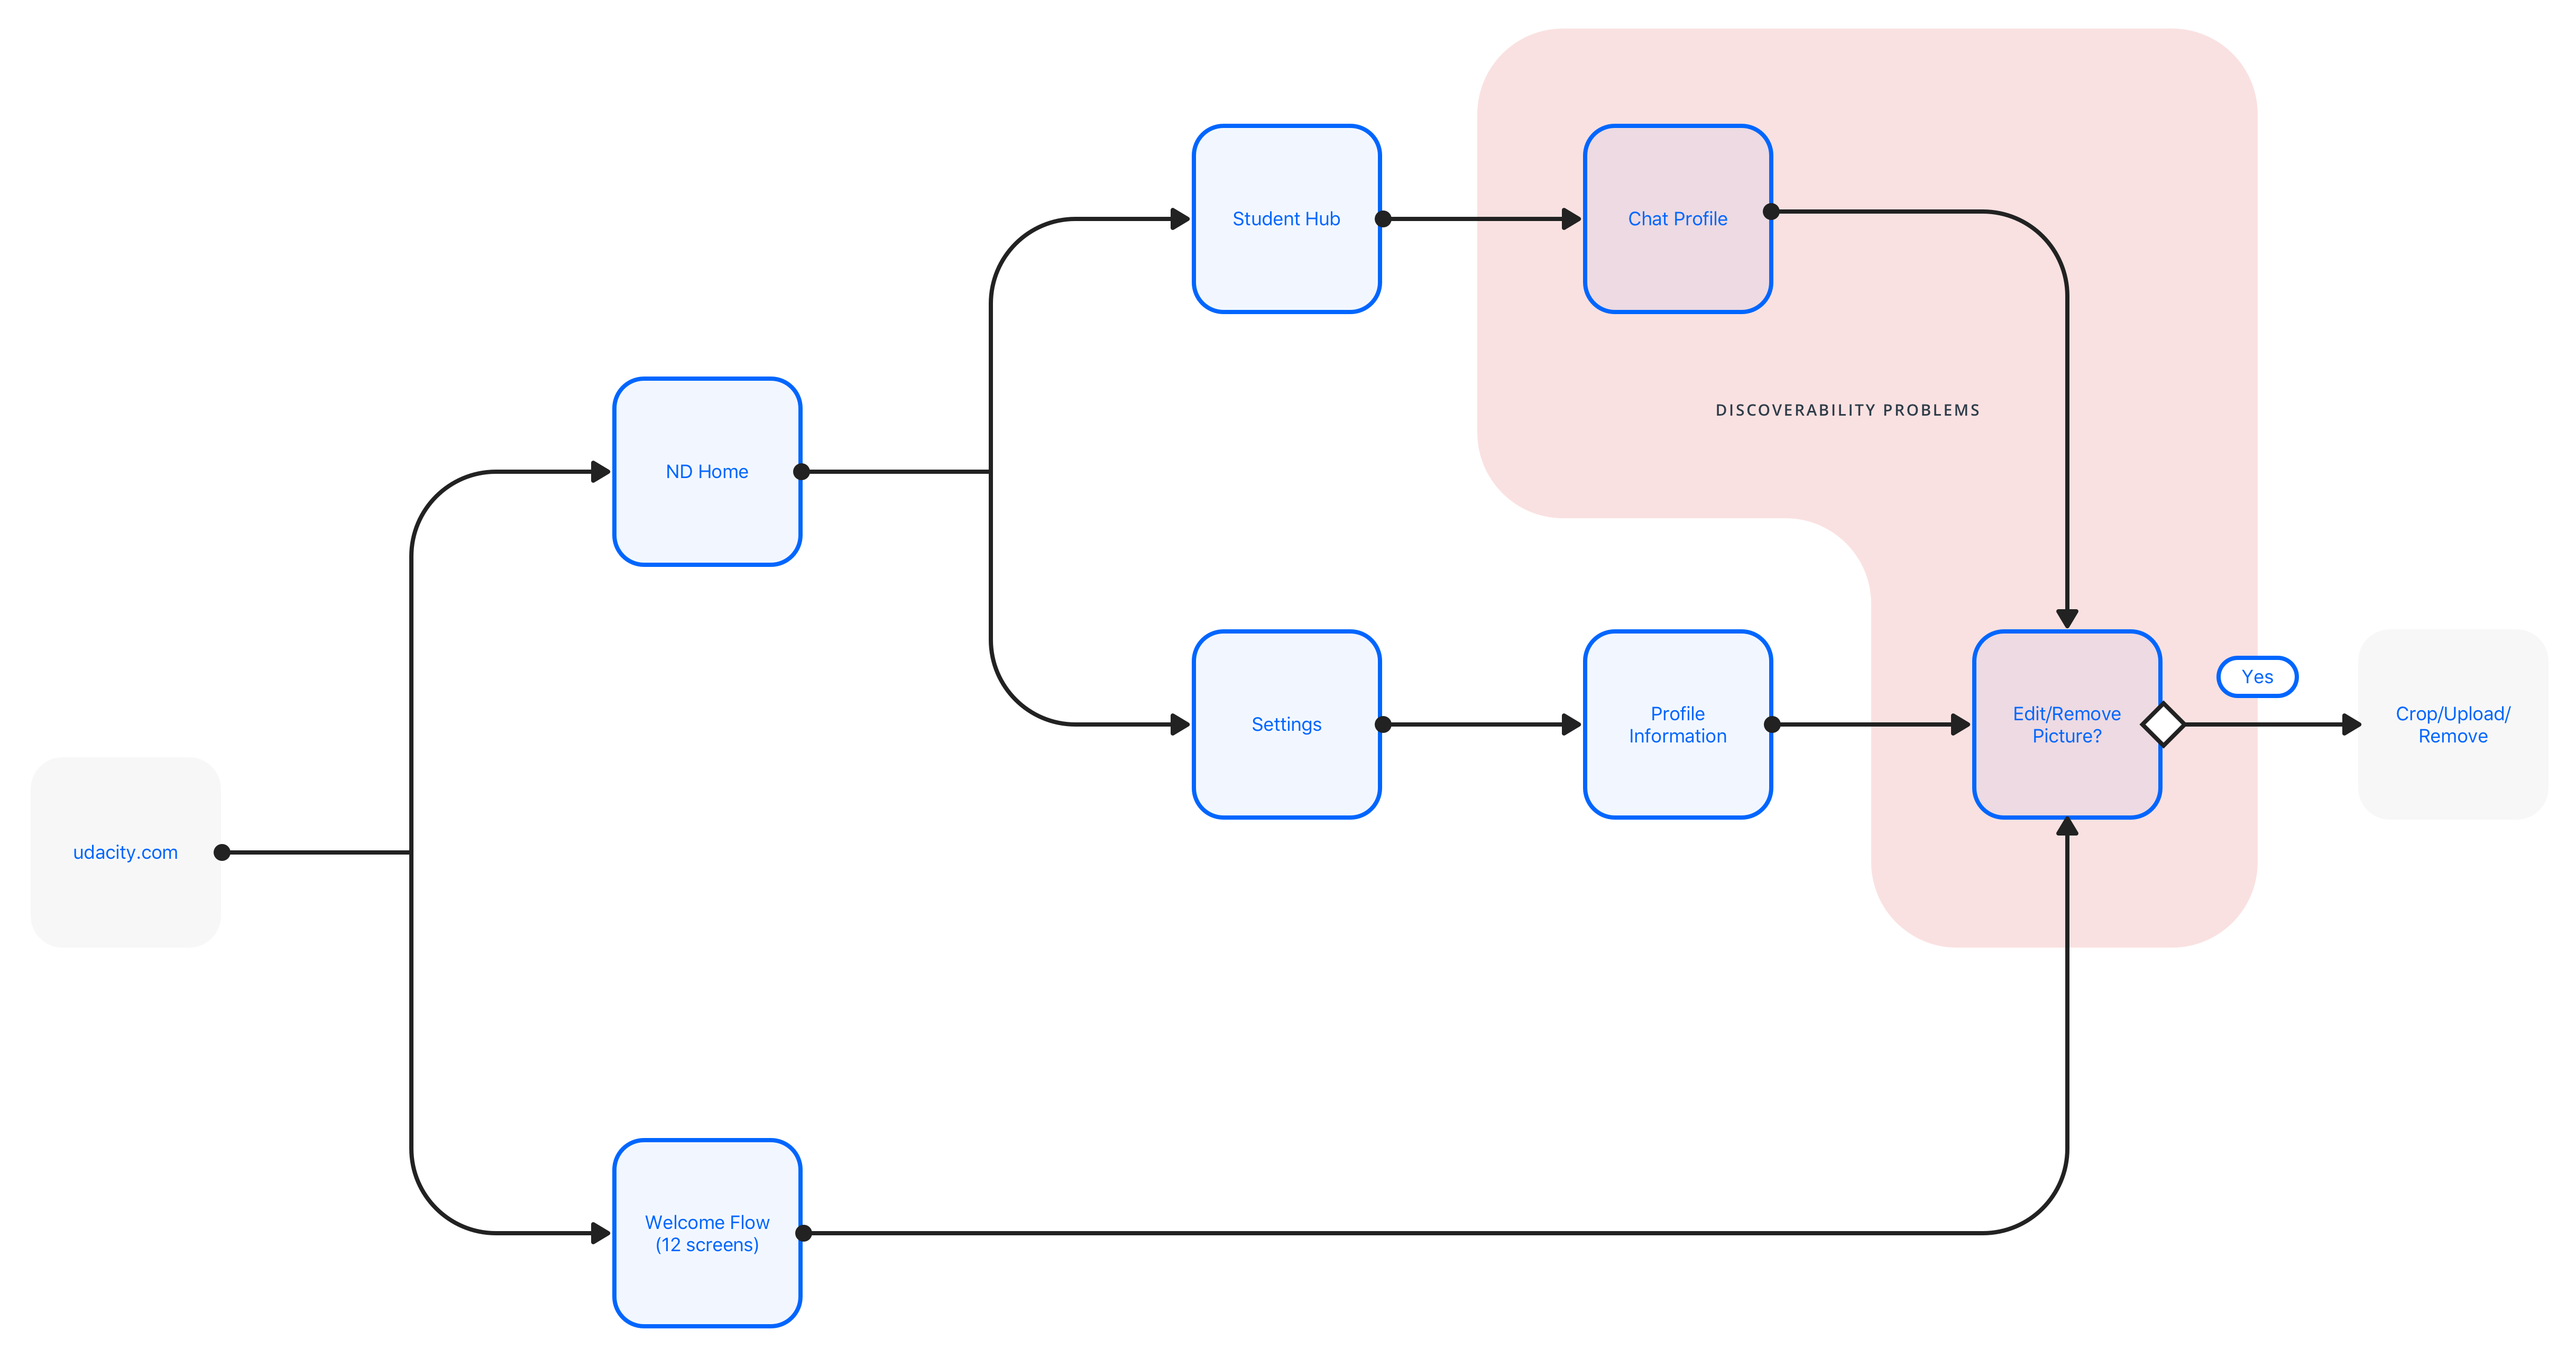 Student Hub
Chat Profile
DISCOVERABILITY PROBLEMS
ND Home
Settings
Profile
Information
Edit/Remove
Picture?
Yes
Crop/Upload/
Remove
udacity.com
Welcome Flow
(12 screens)